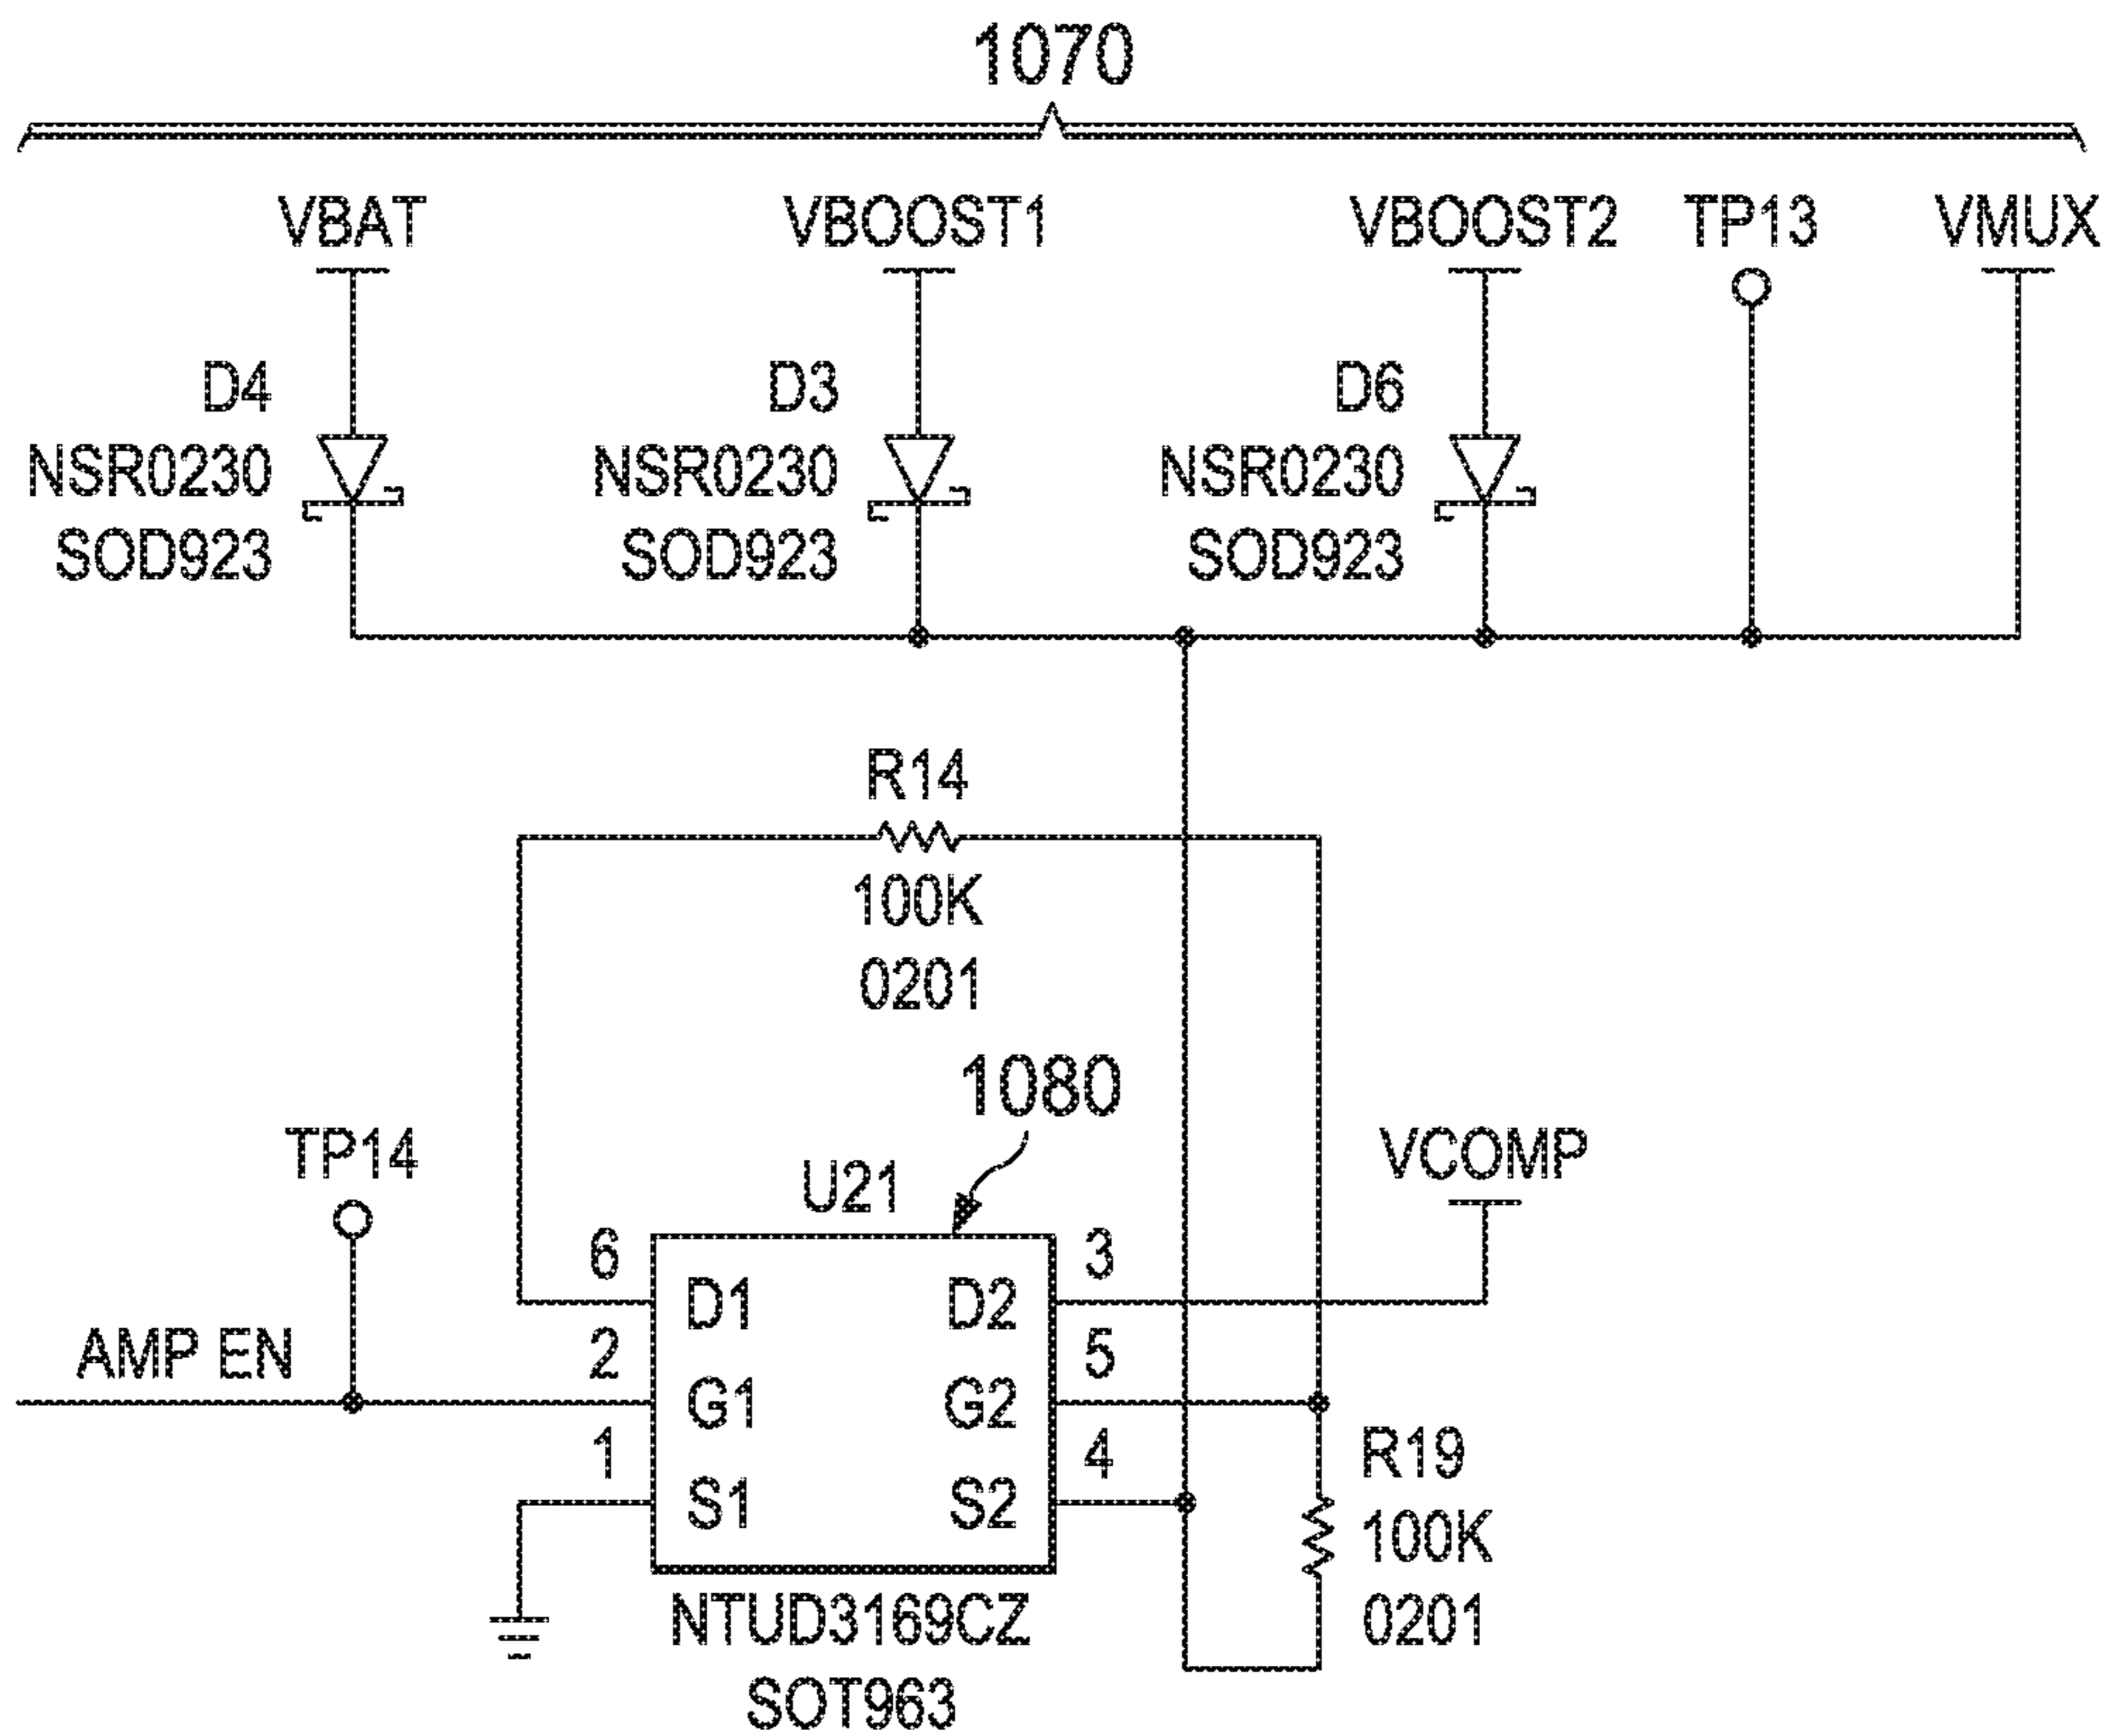 1070
VBAT VBOOST1 VBOOST2 TP13 VMUX
D4 D3 D6
NSR0230 NSR0230 NSR0230
SOD923 SOD923 SOD923
R14
100K
0201
1080
TP14 U21 VCOMP
6 3
D1 D2
AMP EN 2 5
G1 G2
1 4 R19
S1 S2 100K
NTUD3169CZ 0201
SOT963